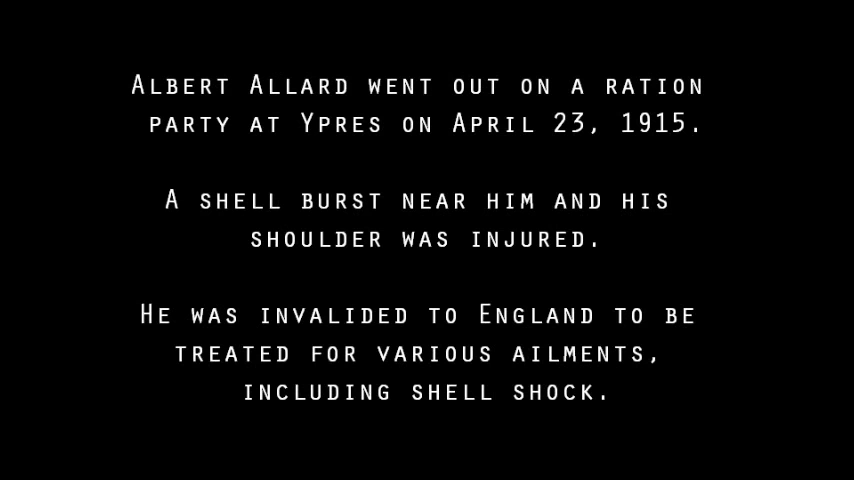 Albert Allard went out on a ration
party at Ypres on April 23, 1915.
A shell burst near him and his
shoulder was injured.
He was invalided to England to be
treated for various ailments,
including shell shock.